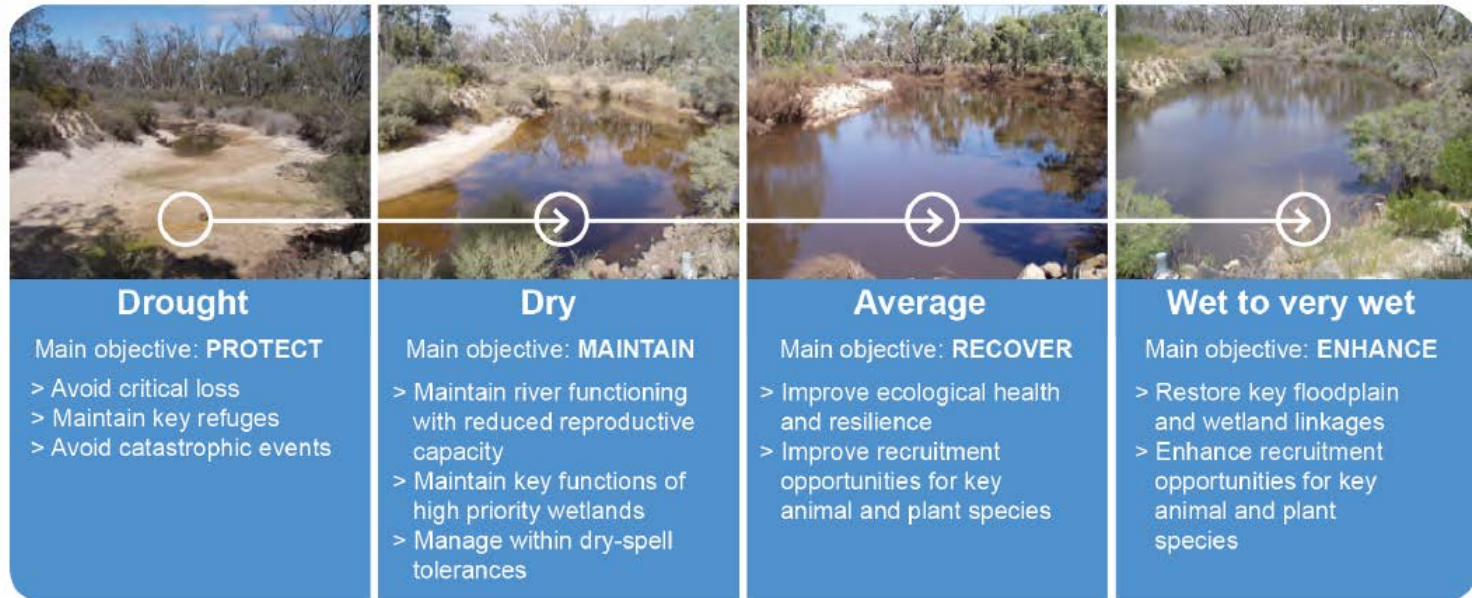 Drought
Main objective: PROTECT
> Avoid critical loss
> Maintain key refuges
> Avoid catastrophic events
Dry
Main objective: MAINTAIN
> Maintain river functioning
with reduced reproductive
capacity
> Maintain key functions of
high priority wetlands
> Manage within dry-spell
tolerances
Average
Main objective: RECOVER
> Improve ecological health
and resilience
> Improve recruitment
opportunities for key
animal and plant species
Wet to very wet
Main objective: ENHANCE
> Restore key floodplain
and wetland linkages
> Enhance recruitment
opportunities for key
animal and plant
species